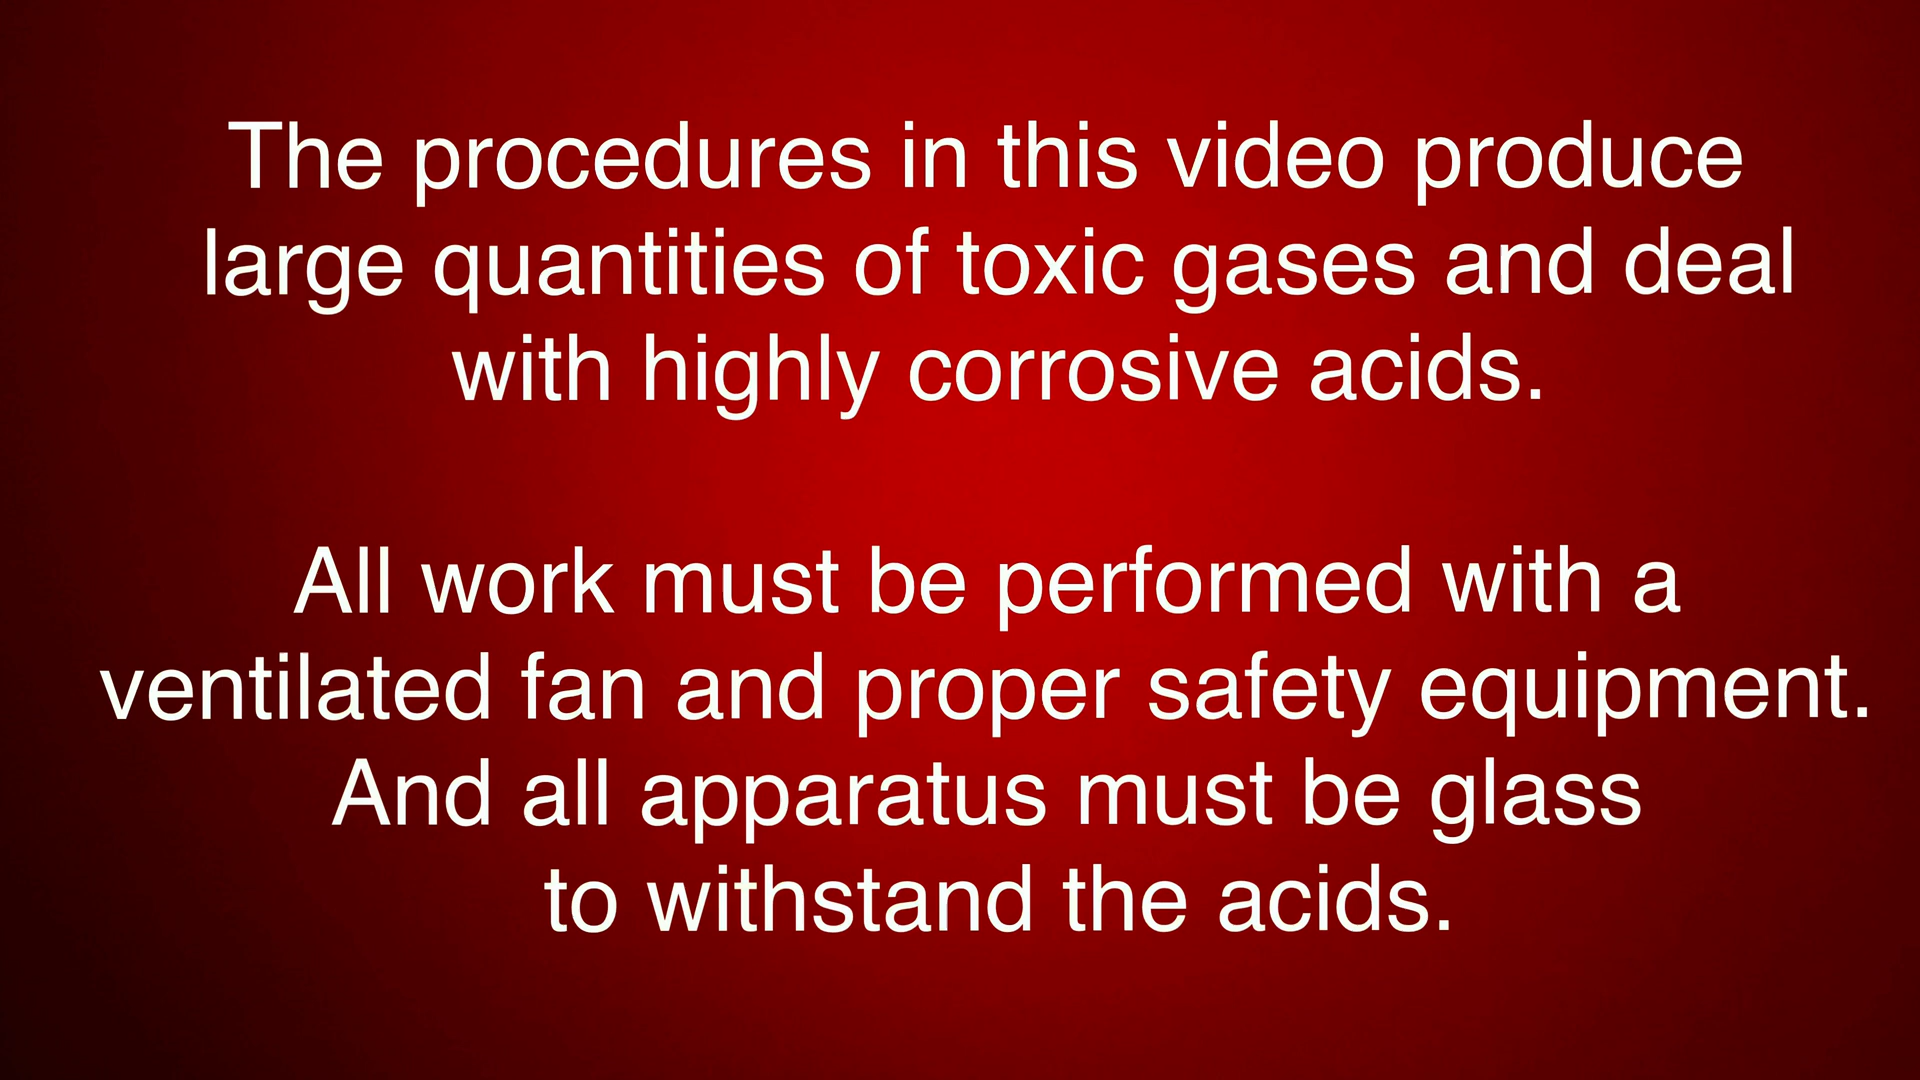 The procedures in this video produce
large quantities of toxic gases and deal
with highly corrosive acids.
All work must be performed with a
ventilated fan and proper safety equipment.
And all apparatus must be glass
to withstand the acids.